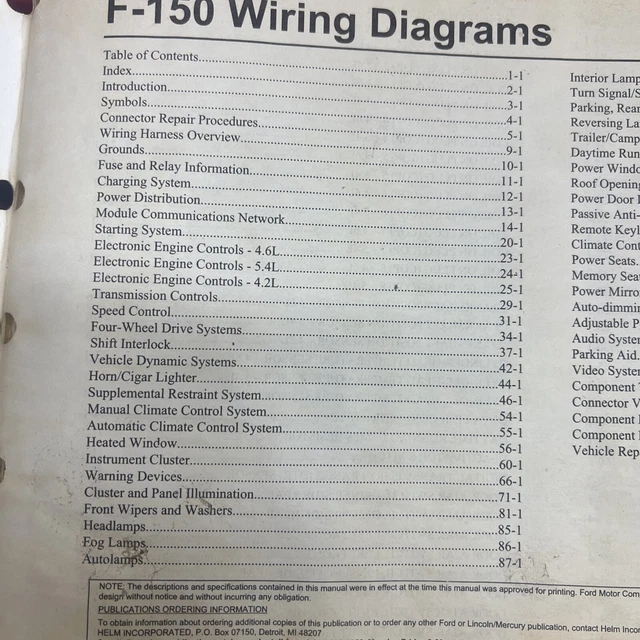 F-150 Wiring Diagrams
Table of Contents........1-1
Index........2-1
Introduction........3-1
Symbols........4-1
Connector Repair Procedures........5-1
Wiring Harness Overview........9-1
Grounds........10-1
Fuse and Relay Information........11-1
Charging System........12-1
Power Distribution........13-1
Module Communications Network........14-1
Starting System........20-1
Electronic Engine Controls - 4.6L........23-1
Electronic Engine Controls - 5.4L........24-1
Electronic Engine Controls - 4.2L........25-1
Transmission Controls........29-1
Speed Control........31-1
Four-Wheel Drive Systems........34-1
Shift Interlock........37-1
Vehicle Dynamic Systems........42-1
Horn/Cigar Lighter........44-1
Supplemental Restraint System........46-1
Manual Climate Control System........54-1
Automatic Climate Control System........55-1
Heated Window........56-1
Instrument Cluster........60-1
Warning Devices........66-1
Cluster and Panel Illumination........71-1
Front Wipers and Washers........81-1
Headlamps........85-1
Fog Lamps........86-1
Autolamps........87-1
Interior Lamp
Turn Signal/S
Parking, Rear
Reversing La
Trailer/Camp
Daytime Run
Power Windo
Roof Opening
Power Door
Passive Anti-
Remote Keyl
Climate Cont
Power Seats.
Memory Sea
Power Mirro
Auto-dimmin
Adjustable P
Audio System
Parking Aid.
Video System
Component
Connector V
Component
Component
Vehicle Rep
NOTE: The descriptions and specifications contained in this manual were in effect at the time this manual was approved for printing. Ford Motor Com
design without notice and without incurring any obligation.
PUBLICATIONS ORDERING INFORMATION
To obtain information about ordering additional copies of this publication or to order any other Ford or Lincoln/Mercury publication, contact Helm Inco
HELM INCORPORATED, P.O. Box 07150, Detroit, MI 48207